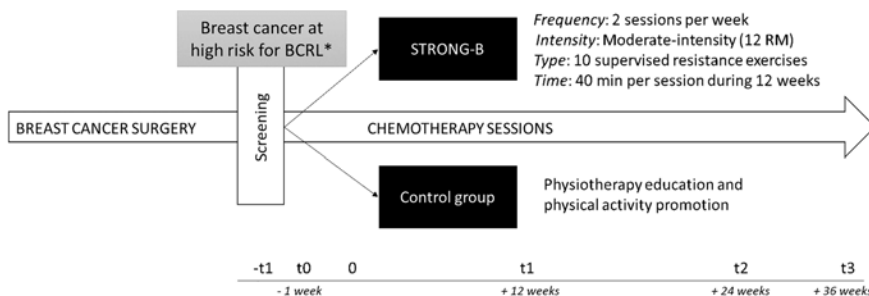 Breast cancer at
high risk for BCRL*
STRONG-B
Frequency: 2 sessions per week
Intensity: Moderate-intensity (12 RM)
Type: 10 supervised resistance exercises
Time: 40 min per session during 12 weeks
BREAST CANCER SURGERY
Screening
CHEMOTHERAPY SESSIONS
Control group
Physiotherapy education and
physical activity promotion
-t1 t0 0 t1 t2 t3
- 1 week + 12 weeks + 24 weeks + 36 weeks